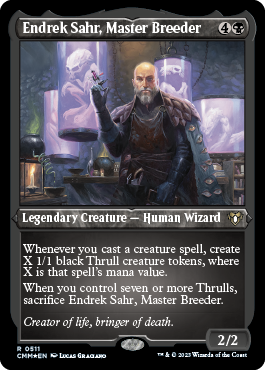 Endrek Sahr, Master Breeder 4
Legendary Creature — Human Wizard
Whenever you cast a creature spell, create
X 1/1 black Thrull creature tokens, where
X is that spell's mana value.
When you control seven or more Thrulls,
sacrifice Endrek Sahr, Master Breeder.
Creator of life, bringer of death.
2/2
R 0511
CMM★EN Lucas Graciano
™ & © 2023 Wizards of the Coast